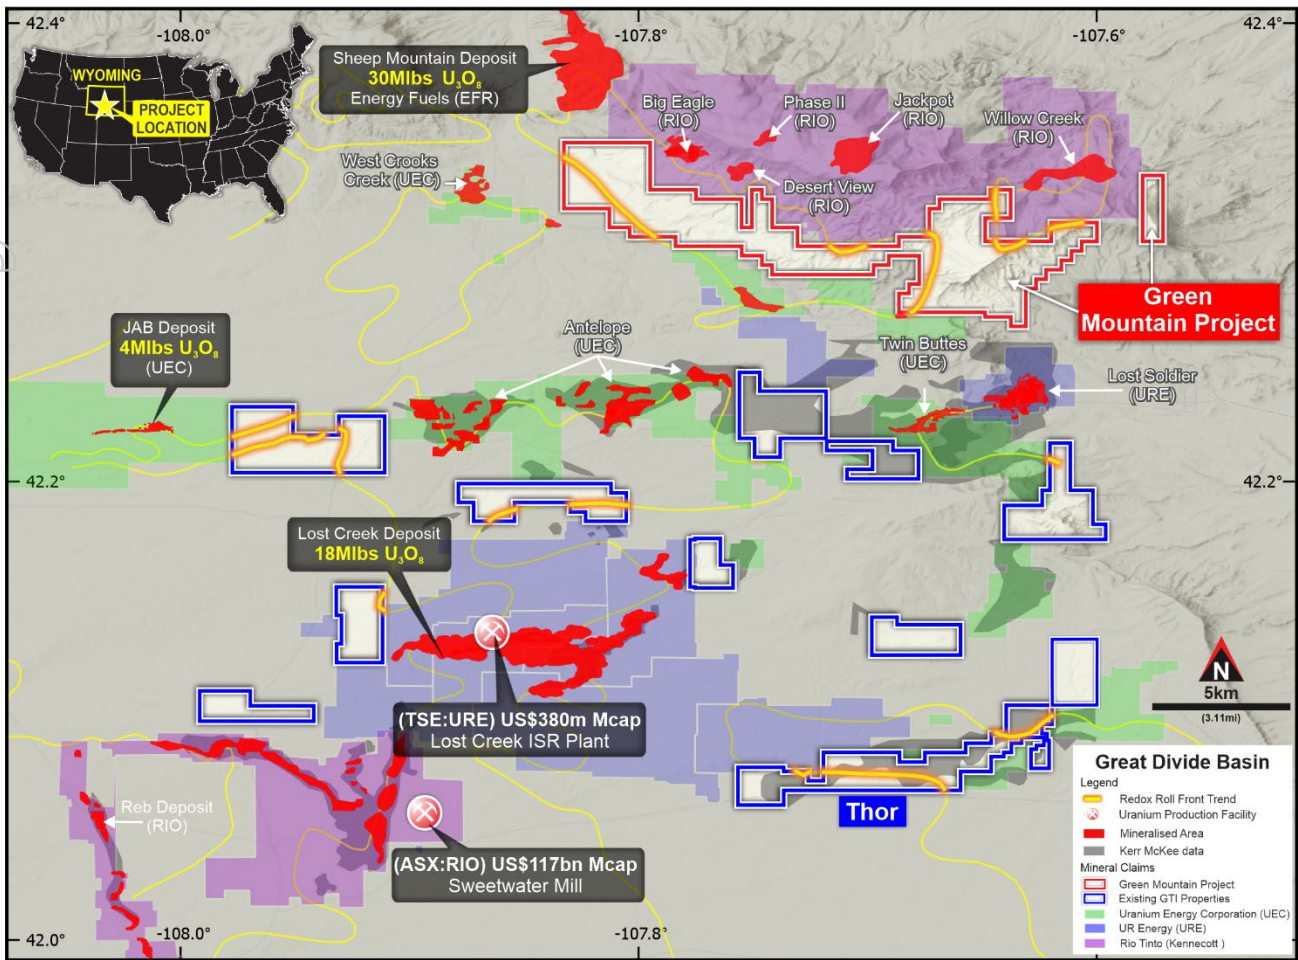 42.4°
-108.0°
-107.8°
-107.6°
42.4°
WYOMING
PROJECT
LOCATION
Sheep Mountain Deposit
30Mlbs U₃O₈
Energy Fuels (EFR)
Big Eagle
(RIO)
Phase II
(RIO)
Jackpot
(RIO)
Willow Creek
(RIO)
West Crooks
Creek (UEC)
Desert View
(RIO)
Green
Mountain Project
JAB Deposit
4Mlbs U₃O₈
(UEC)
Antelope
(UEC)
Twin Buttes
(UEC)
Lost Soldier
(URE)
42.2°
42.2°
Lost Creek Deposit
18Mlbs U₃O₈
(TSE:URE) US$380m Mcap
Lost Creek ISR Plant
N
5km
(3.11mi)
Reb Deposit
(RIO)
Thor
(ASX:RIO) US$117bn Mcap
Sweetwater Mill
Great Divide Basin
Legend
Redox Roll Front Trend
Uranium Production Facility
Mineralised Area
Kerr McKee data
Mineral Claims
Green Mountain Project
Existing GTI Properties
Uranium Energy Corporation (UEC)
UR Energy (URE)
Rio Tinto (Kennecott )
42.0°
-108.0°
-107.8°